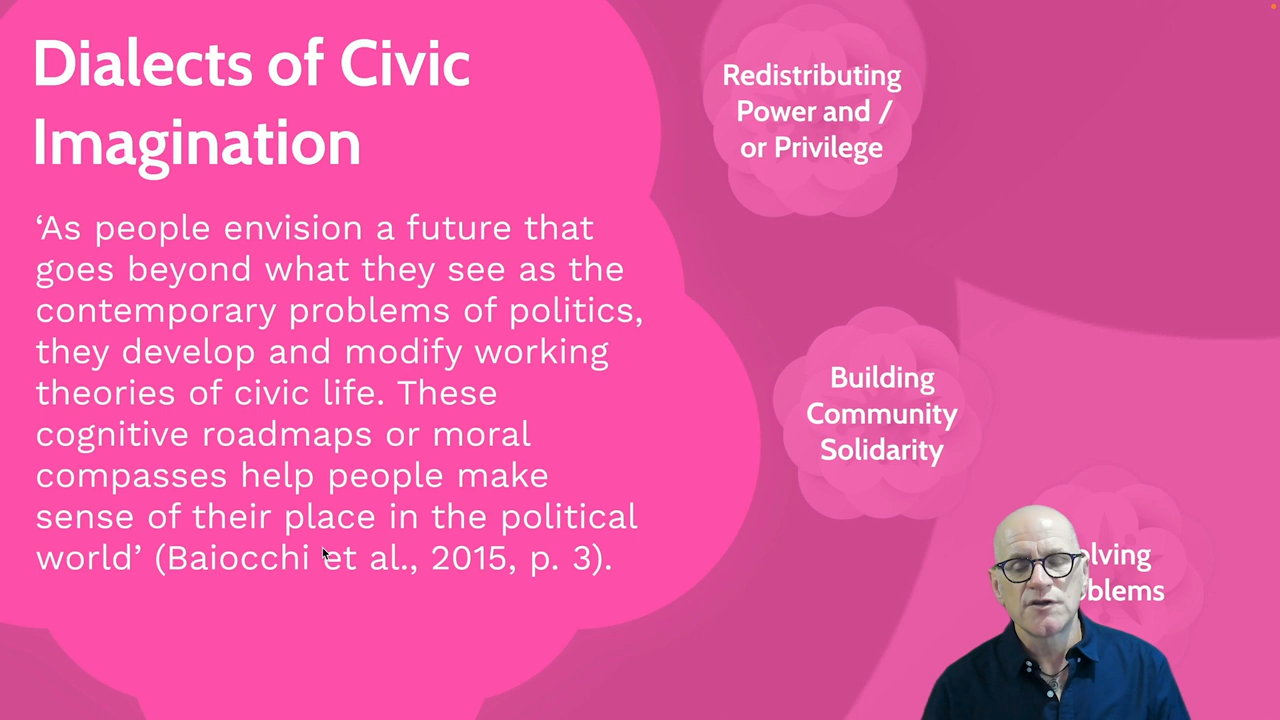 Dialects of Civic
Imagination
‘As people envision a future that
goes beyond what they see as the
contemporary problems of politics,
they develop and modify working
theories of civic life. These
cognitive roadmaps or moral
compasses help people make
sense of their place in the political
world’ (Baiocchi et al., 2015, p. 3).
Redistributing
Power and /
or Privilege
Building
Community
Solidarity